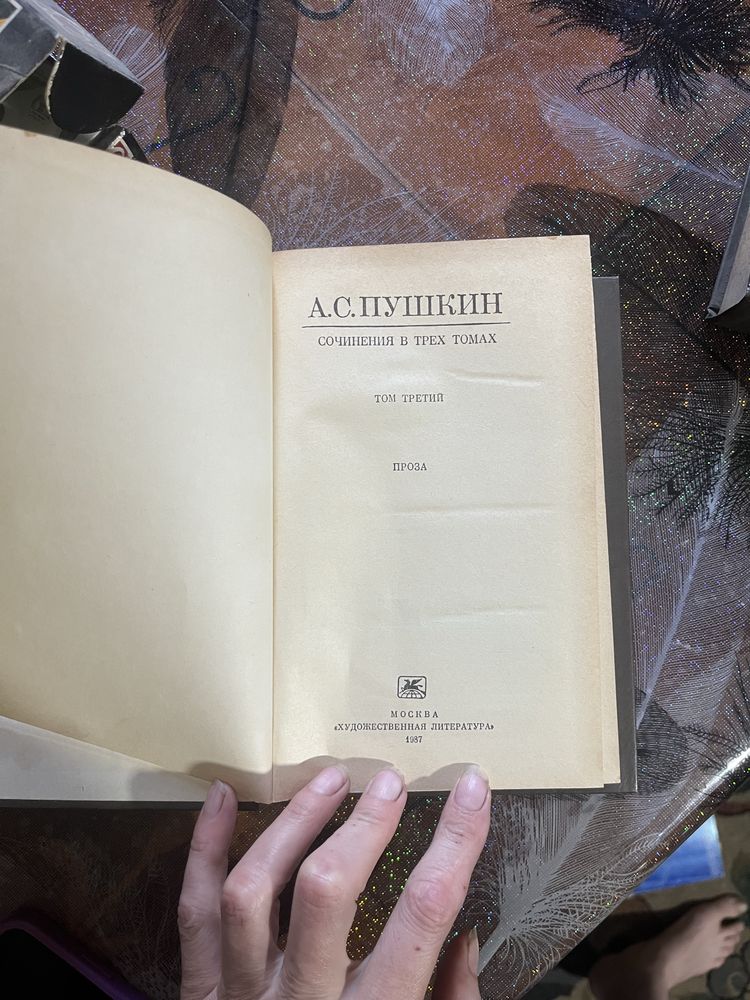 А.С.ПУШКИН
СОЧИНЕНИЯ В ТРЕХ ТОМАХ
ТОМ ТРЕТИЙ
ПРОЗА
МОСКВА
«ХУДОЖЕСТВЕННАЯ ЛИТЕРАТУРА»
1987